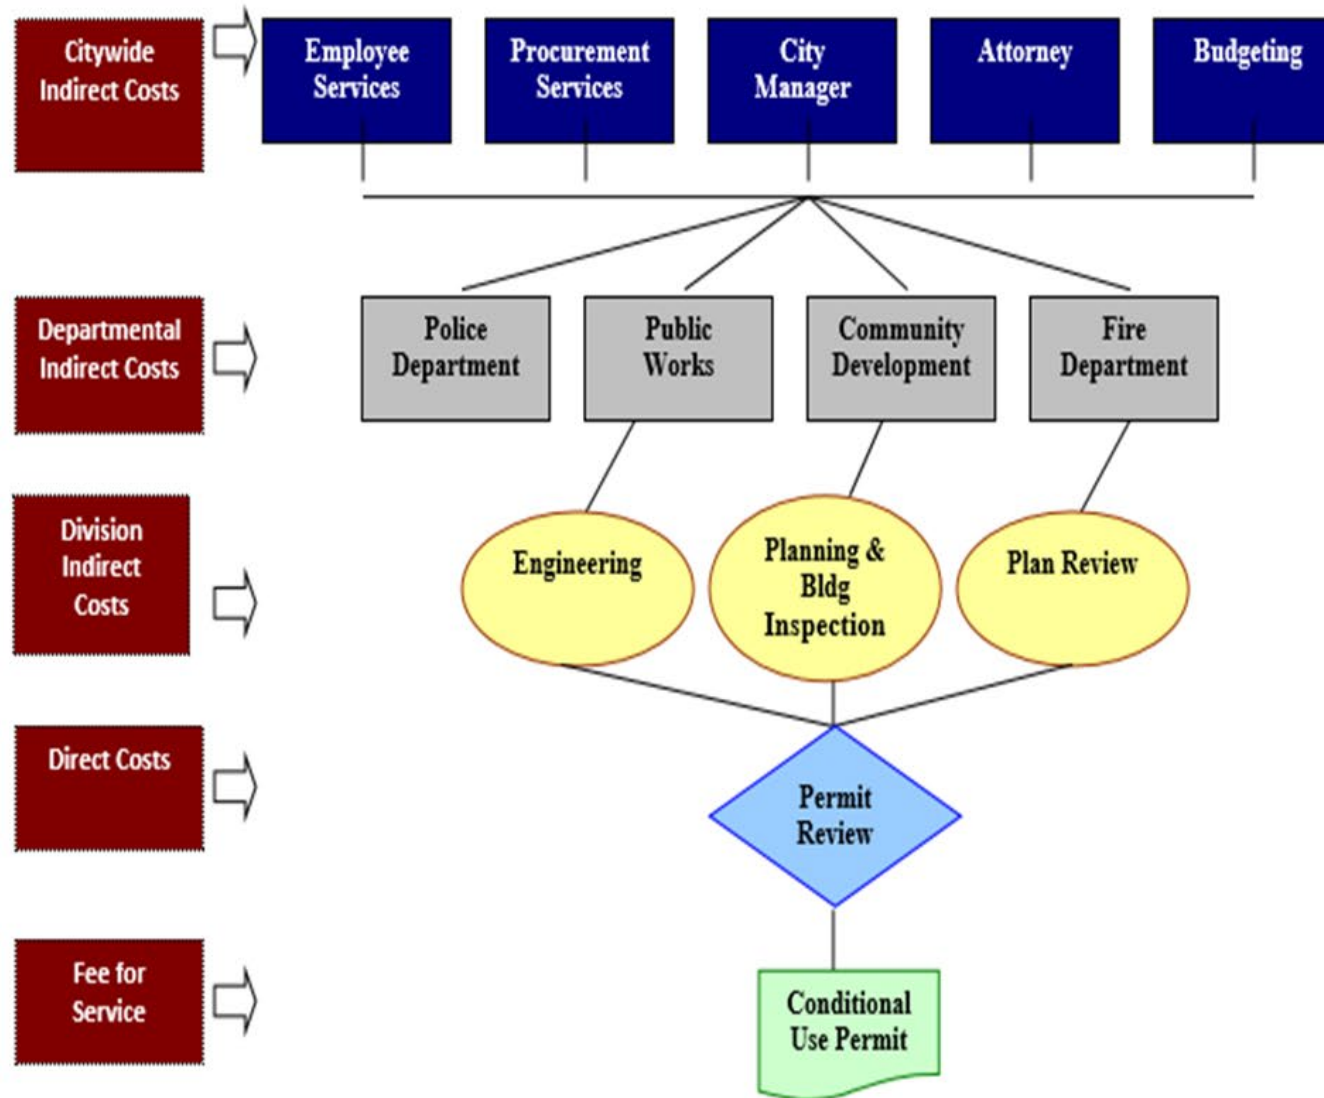 Citywide
Indirect Costs
Employee
Services
Procurement
Services
City
Manager
Attorney
Budgeting
Departmental
Indirect Costs
Police
Department
Public
Works
Community
Development
Fire
Department
Division
Indirect
Costs
Engineering
Planning &
Bldg
Inspection
Plan Review
Direct Costs
Permit
Review
Fee for
Service
Conditional
Use Permit